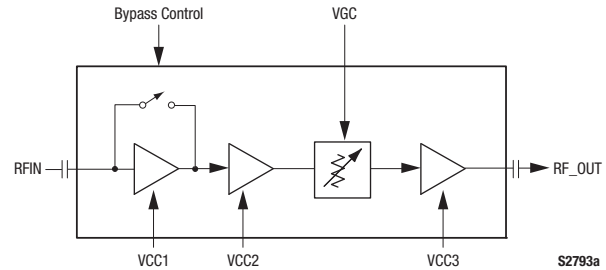 Bypass Control
VGC
RFIN
RF_OUT
VCC1
VCC2
VCC3
S2793a